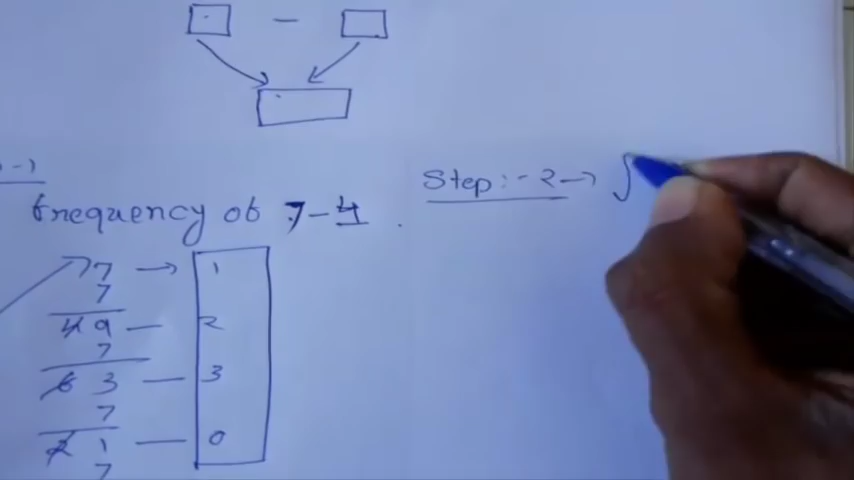 Step:-2→
frequency of 7-4
7 → 1
7
49 — 2
7
63 — 3
7
21 — 0
7